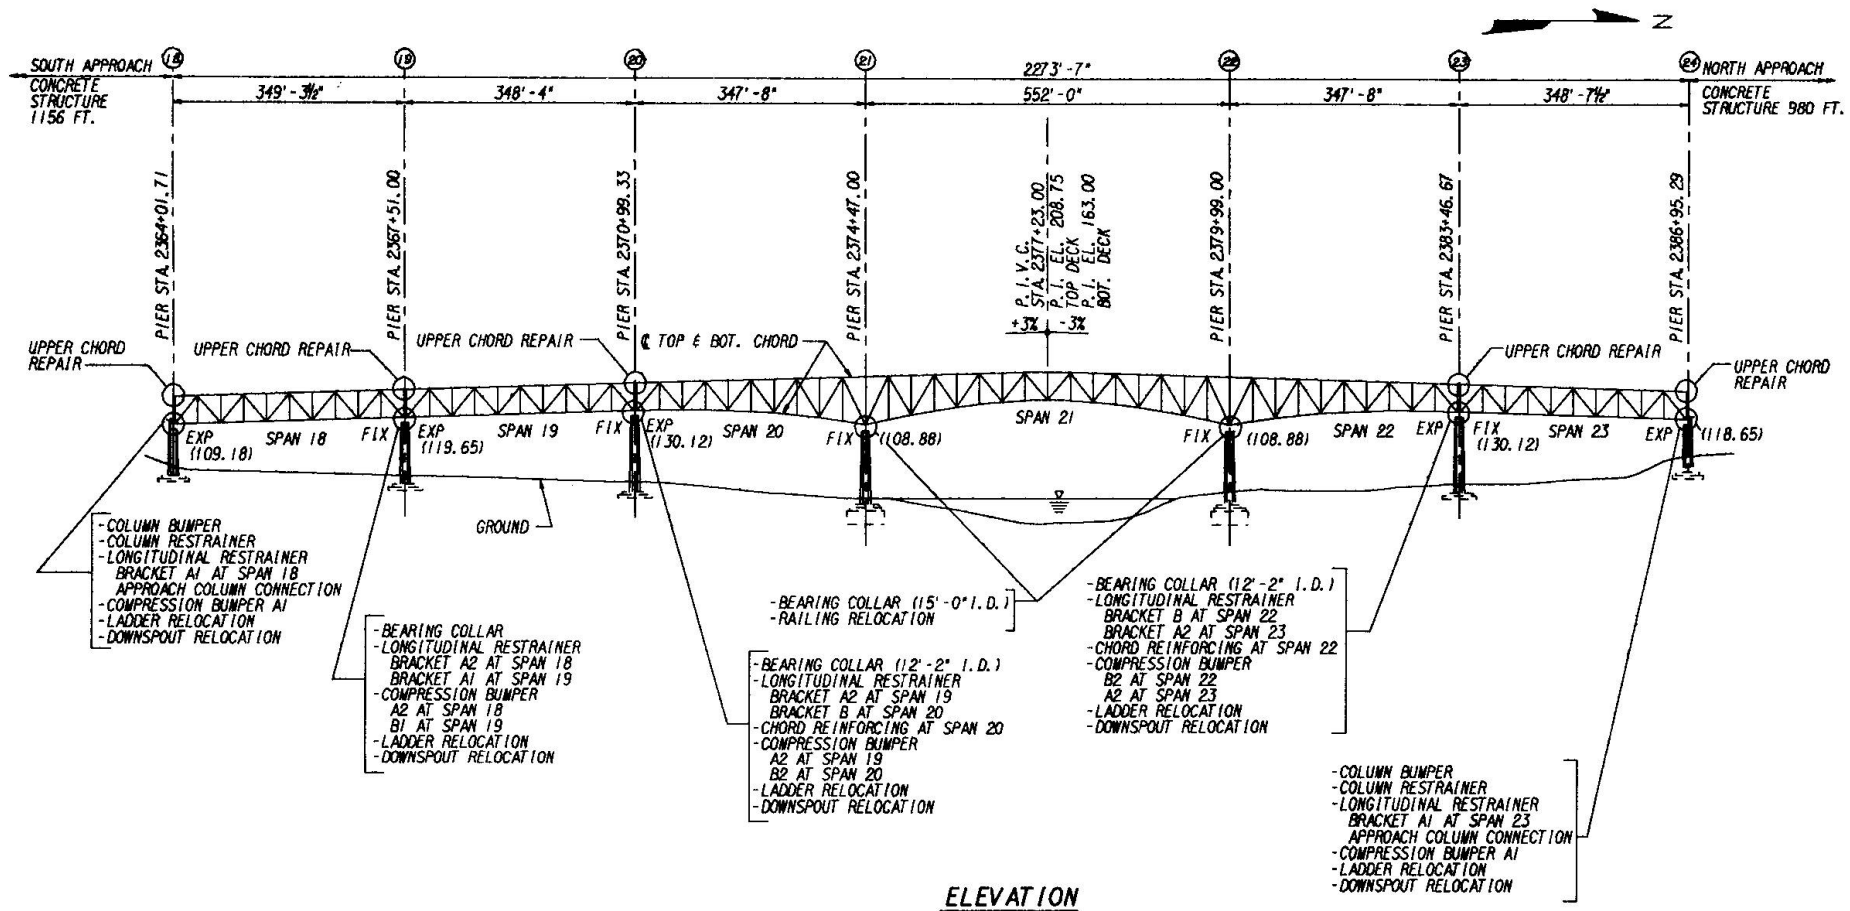 N
18
19
20
21
22
23
24
SOUTH APPROACH
2273'-7"
NORTH APPROACH
CONCRETE
STRUCTURE
1156 FT.
349'-3½"
348'-4"
347'-8"
552'-0"
347'-8"
348'-7½"
CONCRETE
STRUCTURE 980 FT.
PIER STA. 2364+01.71
PIER STA. 2367+51.00
PIER STA. 2370+99.33
PIER STA. 2374+47.00
P.I.V.C.
STA. 2377+23.00
P.I. EL. 208.75
TOP DECK
P.I. EL. 163.00
BOT. DECK
PIER STA. 2379+99.00
PIER STA. 2383+46.67
PIER STA. 2386+95.29
+3% -3%
UPPER CHORD
REPAIR
UPPER CHORD REPAIR
UPPER CHORD REPAIR
℄ TOP & BOT. CHORD
UPPER CHORD REPAIR
UPPER CHORD
REPAIR
EXP
(109.18)
SPAN 18
FIX
EXP
(119.65)
SPAN 19
FIX
EXP
(130.12)
SPAN 20
FIX
(108.88)
SPAN 21
FIX
(108.88)
SPAN 22
EXP
FIX
(130.12)
SPAN 23
EXP
(118.65)
GROUND
-COLUMN BUMPER
-COLUMN RESTRAINER
-LONGITUDINAL RESTRAINER
BRACKET A1 AT SPAN 18
APPROACH COLUMN CONNECTION
-COMPRESSION BUMPER A1
-LADDER RELOCATION
-DOWNSPOUT RELOCATION
-BEARING COLLAR
-LONGITUDINAL RESTRAINER
BRACKET A2 AT SPAN 18
BRACKET A1 AT SPAN 19
-COMPRESSION BUMPER
A2 AT SPAN 18
B1 AT SPAN 19
-LADDER RELOCATION
-DOWNSPOUT RELOCATION
-BEARING COLLAR (12'-2" I.D.)
-LONGITUDINAL RESTRAINER
BRACKET A2 AT SPAN 19
BRACKET B AT SPAN 20
-CHORD REINFORCING AT SPAN 20
-COMPRESSION BUMPER
A2 AT SPAN 19
B2 AT SPAN 20
-LADDER RELOCATION
-DOWNSPOUT RELOCATION
-BEARING COLLAR (15'-0" I.D.)
-RAILING RELOCATION
-BEARING COLLAR (12'-2" I.D.)
-LONGITUDINAL RESTRAINER
BRACKET B AT SPAN 22
BRACKET A2 AT SPAN 23
-CHORD REINFORCING AT SPAN 22
-COMPRESSION BUMPER
B2 AT SPAN 22
A2 AT SPAN 23
-LADDER RELOCATION
-DOWNSPOUT RELOCATION
-COLUMN BUMPER
-COLUMN RESTRAINER
-LONGITUDINAL RESTRAINER
BRACKET A1 AT SPAN 23
APPROACH COLUMN CONNECTION
-COMPRESSION BUMPER A1
-LADDER RELOCATION
-DOWNSPOUT RELOCATION
ELEVATION